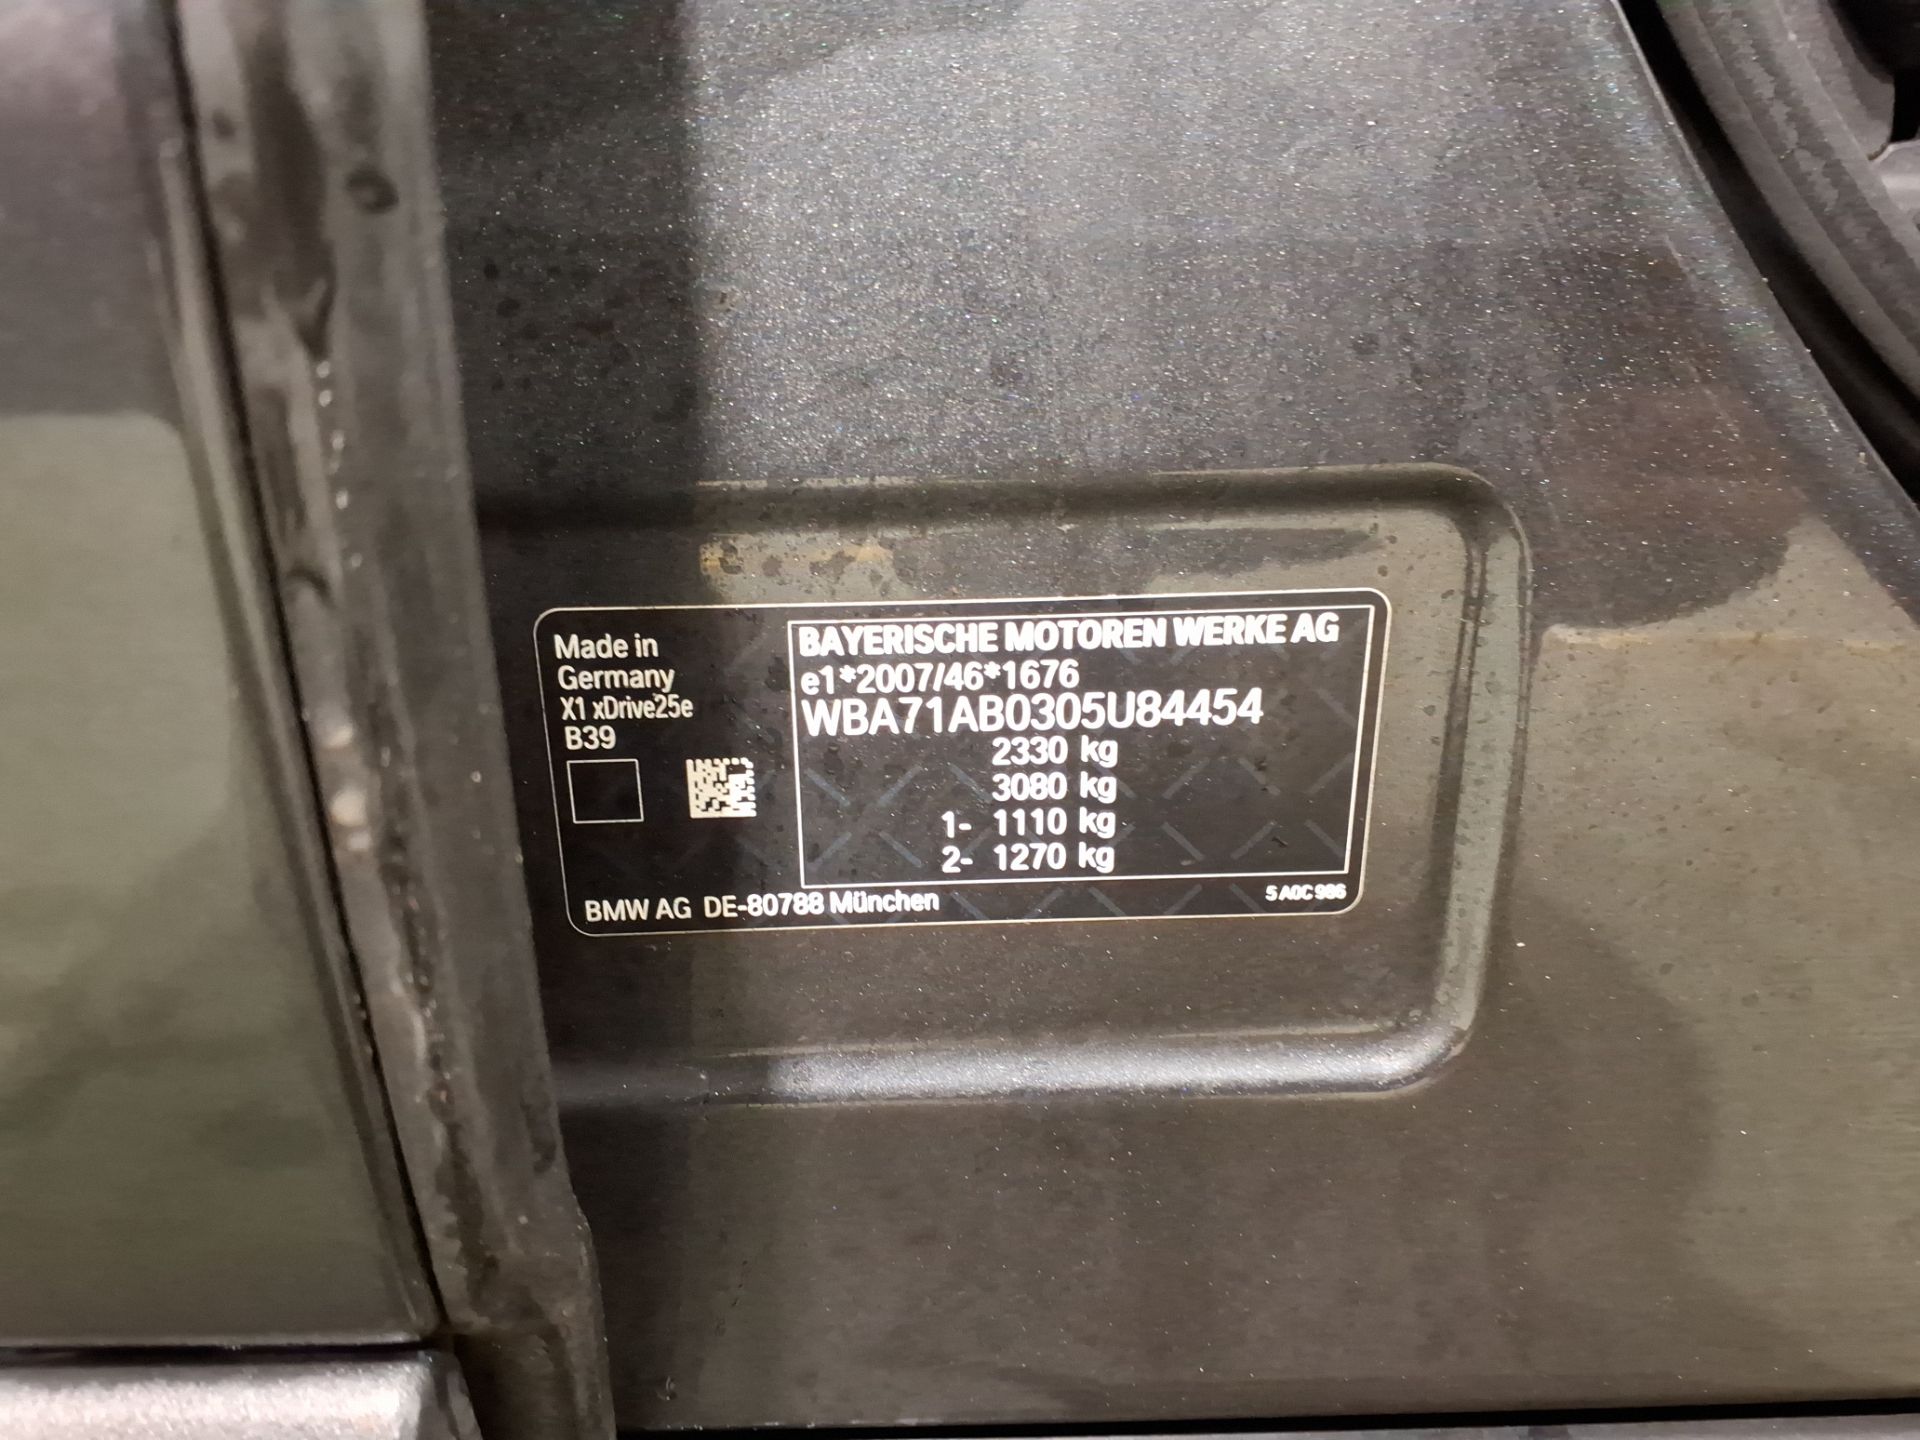 Made in
Germany
X1 xDrive25e
B39
BAYERISCHE MOTOREN WERKE AG
e1*2007/46*1676
WBA71AB0305U84454
2330 kg
3080 kg
1- 1110 kg
2- 1270 kg
BMW AG DE-80788 München
5 A0C 986